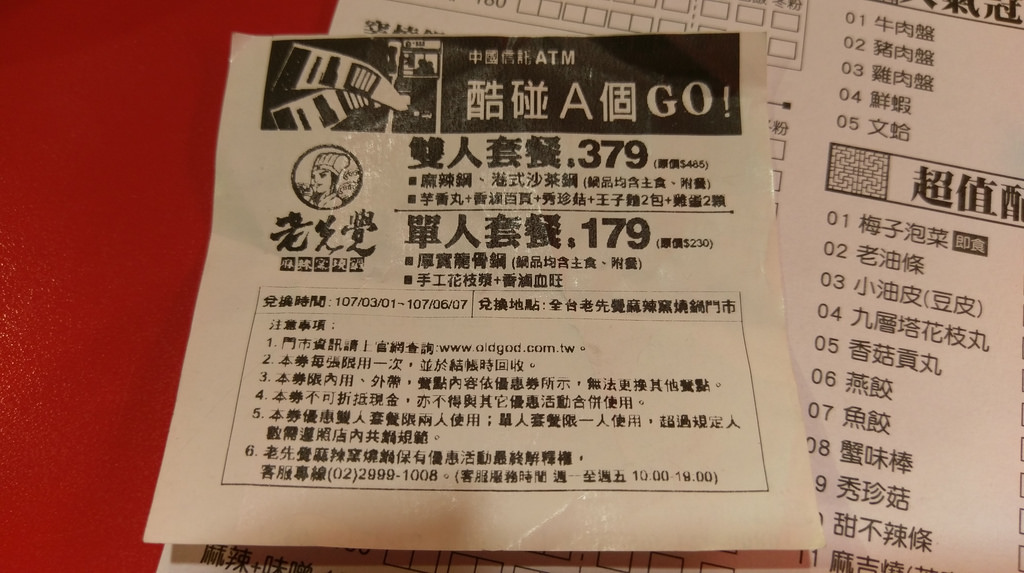 中國信託ATM
酷碰A個GO!
雙人套餐$379(原價$485)
■麻辣鍋、港式沙茶鍋(鍋品均含主食、附餐)
■芋香丸+香滷百頁+秀珍菇+王子麵2包+雞蛋2顆
老先覺
麻辣窯燒鍋
單人套餐$179(原價$230)
■厚實龍骨鍋(鍋品均含主食、附餐)
■手工花枝漿+香滷血旺
兌換時間:107/03/01~107/06/07
兌換地點:全台老先覺麻辣窯燒鍋門市
注意事項:
1. 門市資訊請上官網查詢:www.oldgod.com.tw。
2. 本券每張限用一次,並於結帳時回收。
3. 本券限內用、外帶,餐點內容依優惠券所示,無法更換其他餐點。
4. 本券不可折抵現金,亦不得與其它優惠活動合併使用。
5. 本券優惠雙人套餐限兩人使用;單人套餐限一人使用,超過規定人
數需遵照店內共鍋規範。
6. 老先覺麻辣窯燒鍋保有優惠活動最終解釋權,
客服專線(02)2999-1008。(客服服務時間 週一至週五 10:00-19:00)
01 牛肉盤
02 豬肉盤
03 雞肉盤
04 鮮蝦
05 文蛤
超值配
01 梅子泡菜 即食
02 老油條
03 小油皮(豆皮)
04 九層塔花枝丸
05 香菇貢丸
06 燕餃
07 魚餃
08 蟹味棒
9 秀珍菇
甜不辣條
麻吉燒
麻辣+味噌